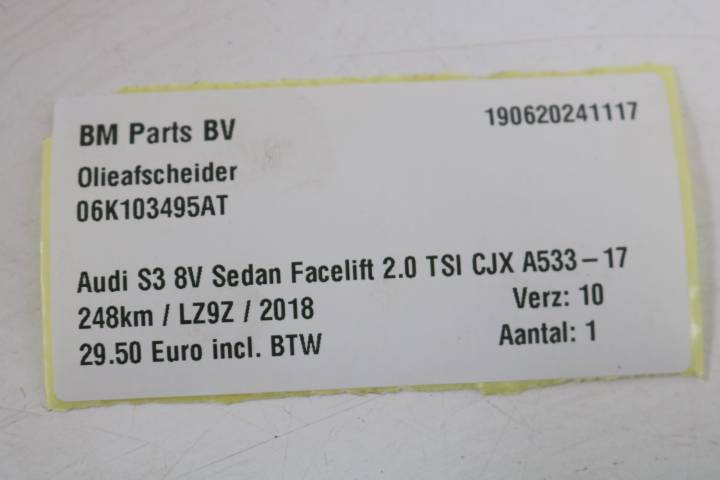 BM Parts BV 190620241117
Olieafscheider
06K103495AT
Audi S3 8V Sedan Facelift 2.0 TSI CJX A533-17
248km / LZ9Z / 2018 Verz: 10
29.50 Euro incl. BTW Aantal: 1